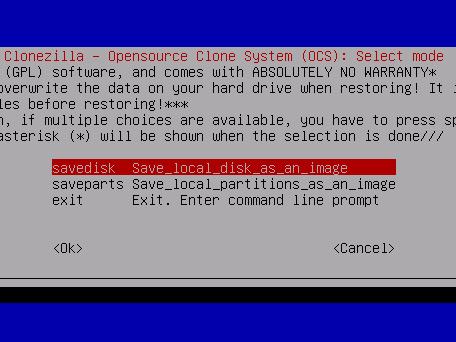 Clonezilla - Opensource Clone System (OCS): Select mode
(GPL) software, and comes with ABSOLUTELY NO WARRANTY*
overwrite the data on your hard drive when restoring! It i
les before restoring!***
n, if multiple choices are available, you have to press sp
asterisk (*) will be shown when the selection is done///
savedisk Save_local_disk_as_an_image
saveparts Save_local_partitions_as_an_image
exit Exit. Enter command line prompt
<Ok> <Cancel>